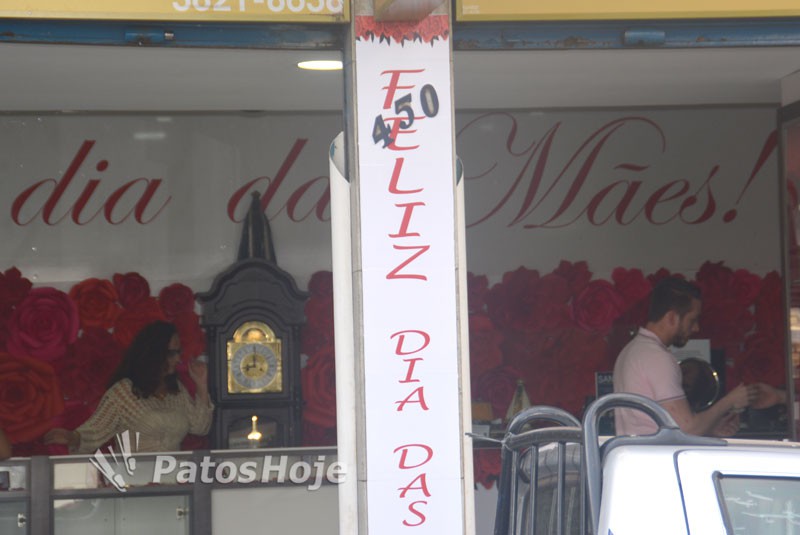 dia das Mães!
FELIZ
450
DIA
DAS
PatosHoje